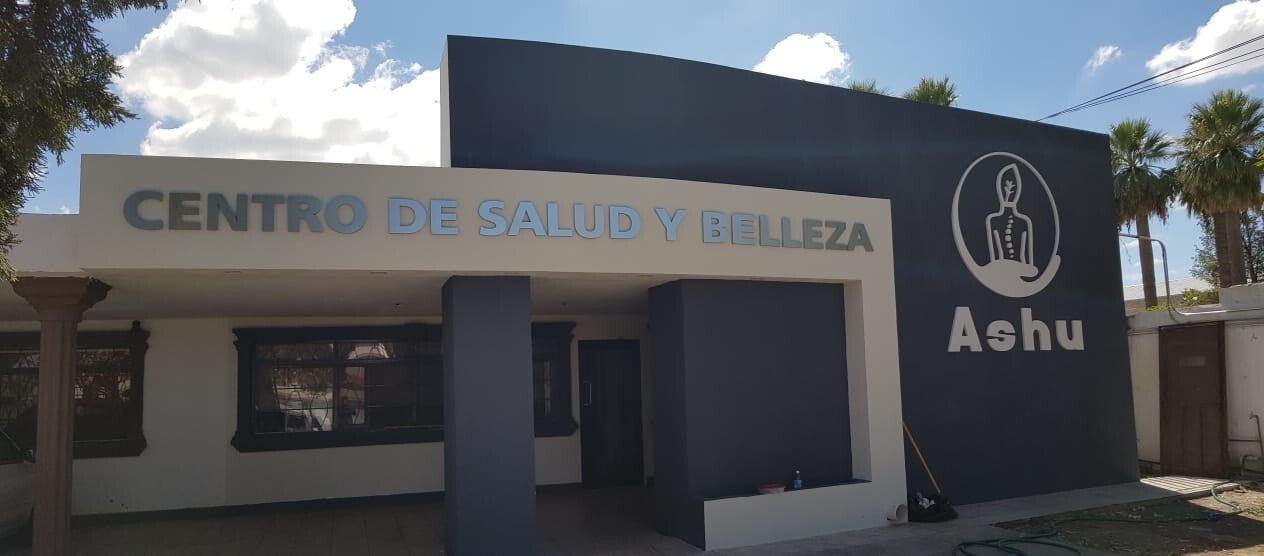 CENTRO DE SALUD Y BELLEZA
Ashu